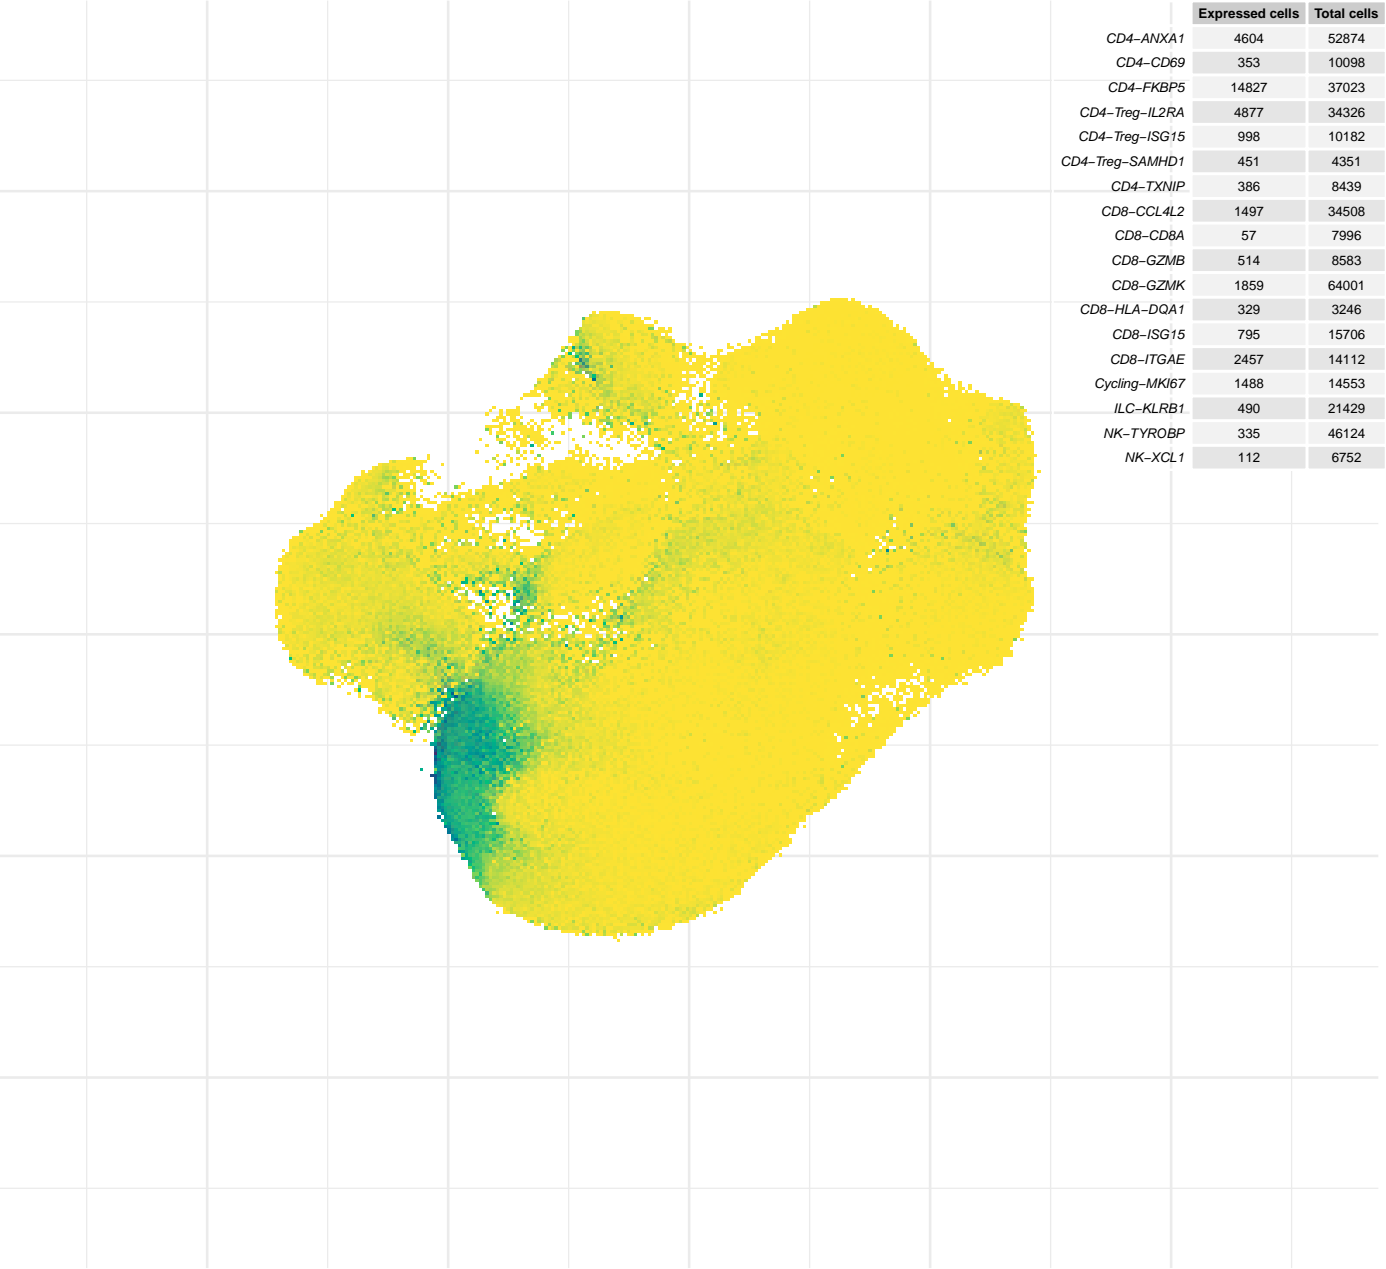 Expressed cells Total cells
CD4−ANXA1 4604 52874
CD4−CD69 353 10098
CD4−FKBP5 14827 37023
CD4−Treg−IL2RA 4877 34326
CD4−Treg−ISG15 998 10182
CD4−Treg−SAMHD1 451 4351
CD4−TXNIP 386 8439
CD8−CCL4L2 1497 34508
CD8−CD8A 57 7996
CD8−GZMB 514 8583
CD8−GZMK 1859 64001
CD8−HLA−DQA1 329 3246
CD8−ISG15 795 15706
CD8−ITGAE 2457 14112
Cycling−MKI67 1488 14553
ILC−KLRB1 490 21429
NK−TYROBP 335 46124
NK−XCL1 112 6752